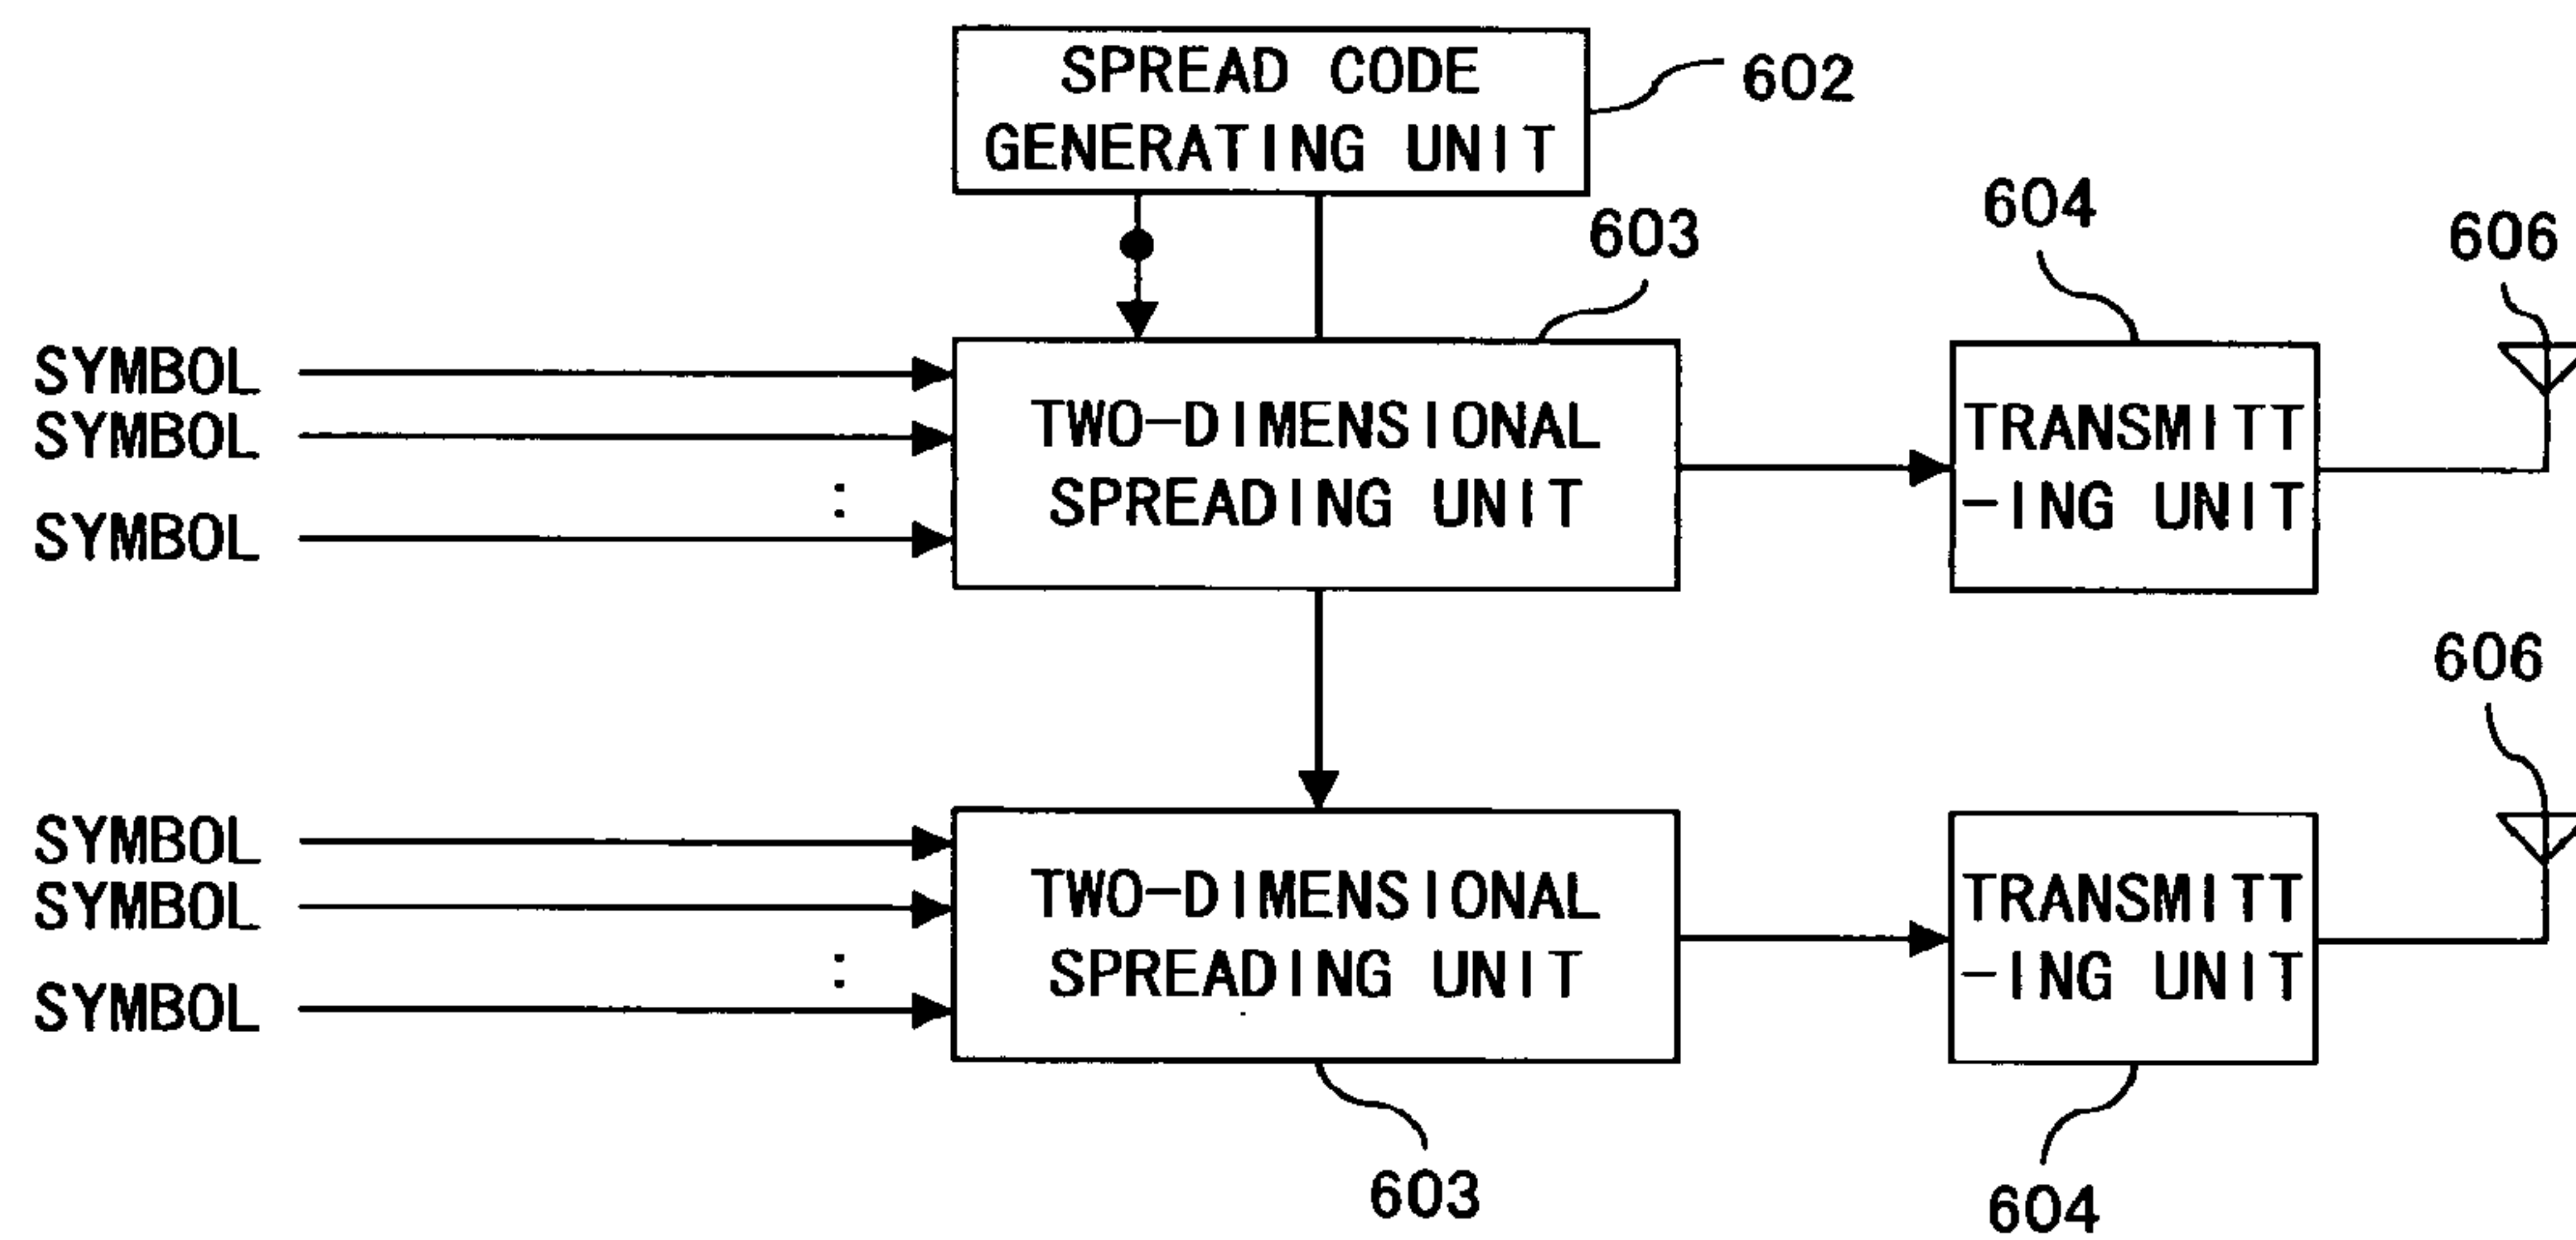 SPREAD CODE
GENERATING UNIT
602
603
604
606
SYMBOL
SYMBOL
:
SYMBOL
TWO-DIMENSIONAL
SPREADING UNIT
TRANSMITT
-ING UNIT
606
SYMBOL
SYMBOL
:
SYMBOL
TWO-DIMENSIONAL
SPREADING UNIT
TRANSMITT
-ING UNIT
603
604